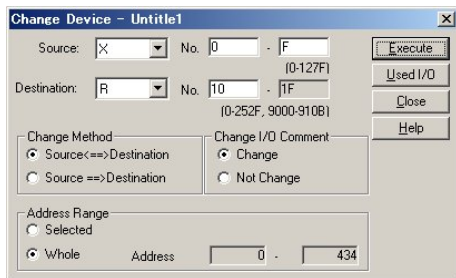 Change Device - Untitle1
Source: X No. 0 - F Execute
(0-127F)
Used I/O
Destination: R No. 10 - 1F
(0-252F, 9000-910B)
Close
Help
Change Method Change I/O Comment
Source<==>Destination Change
Source ==>Destination Not Change
Address Range
Selected
Whole Address 0 - 434